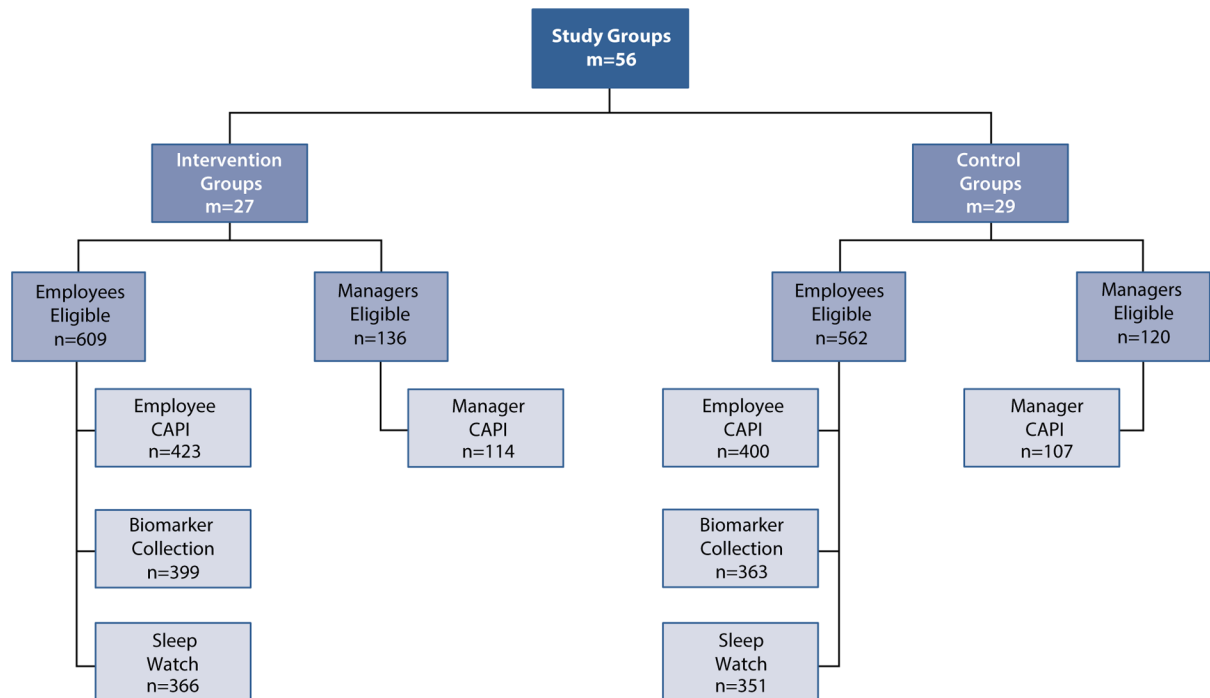 Study Groups
m=56
Intervention
Groups
m=27
Control
Groups
m=29
Employees
Eligible
n=609
Managers
Eligible
n=136
Employees
Eligible
n=562
Managers
Eligible
n=120
Employee
CAPI
n=423
Manager
CAPI
n=114
Employee
CAPI
n=400
Manager
CAPI
n=107
Biomarker
Collection
n=399
Biomarker
Collection
n=363
Sleep
Watch
n=366
Sleep
Watch
n=351